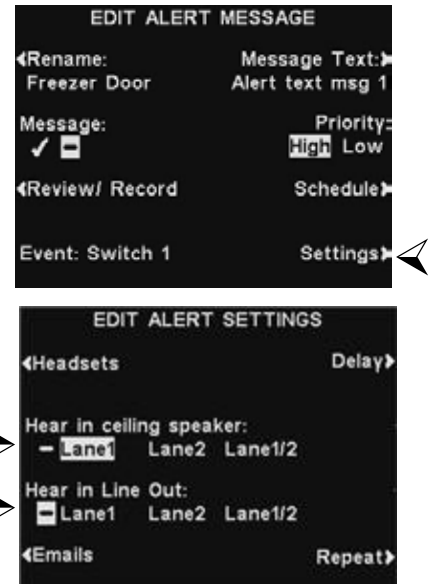 EDIT ALERT MESSAGE
Rename: Message Text:
Freezer Door Alert text msg 1
Message: Priority:
✓ – High Low
Review/ Record Schedule
Event: Switch 1 Settings
EDIT ALERT SETTINGS
Headsets Delay
Hear in ceiling speaker:
– Lane1 Lane2 Lane1/2
Hear in Line Out:
– Lane1 Lane2 Lane1/2
Emails Repeat